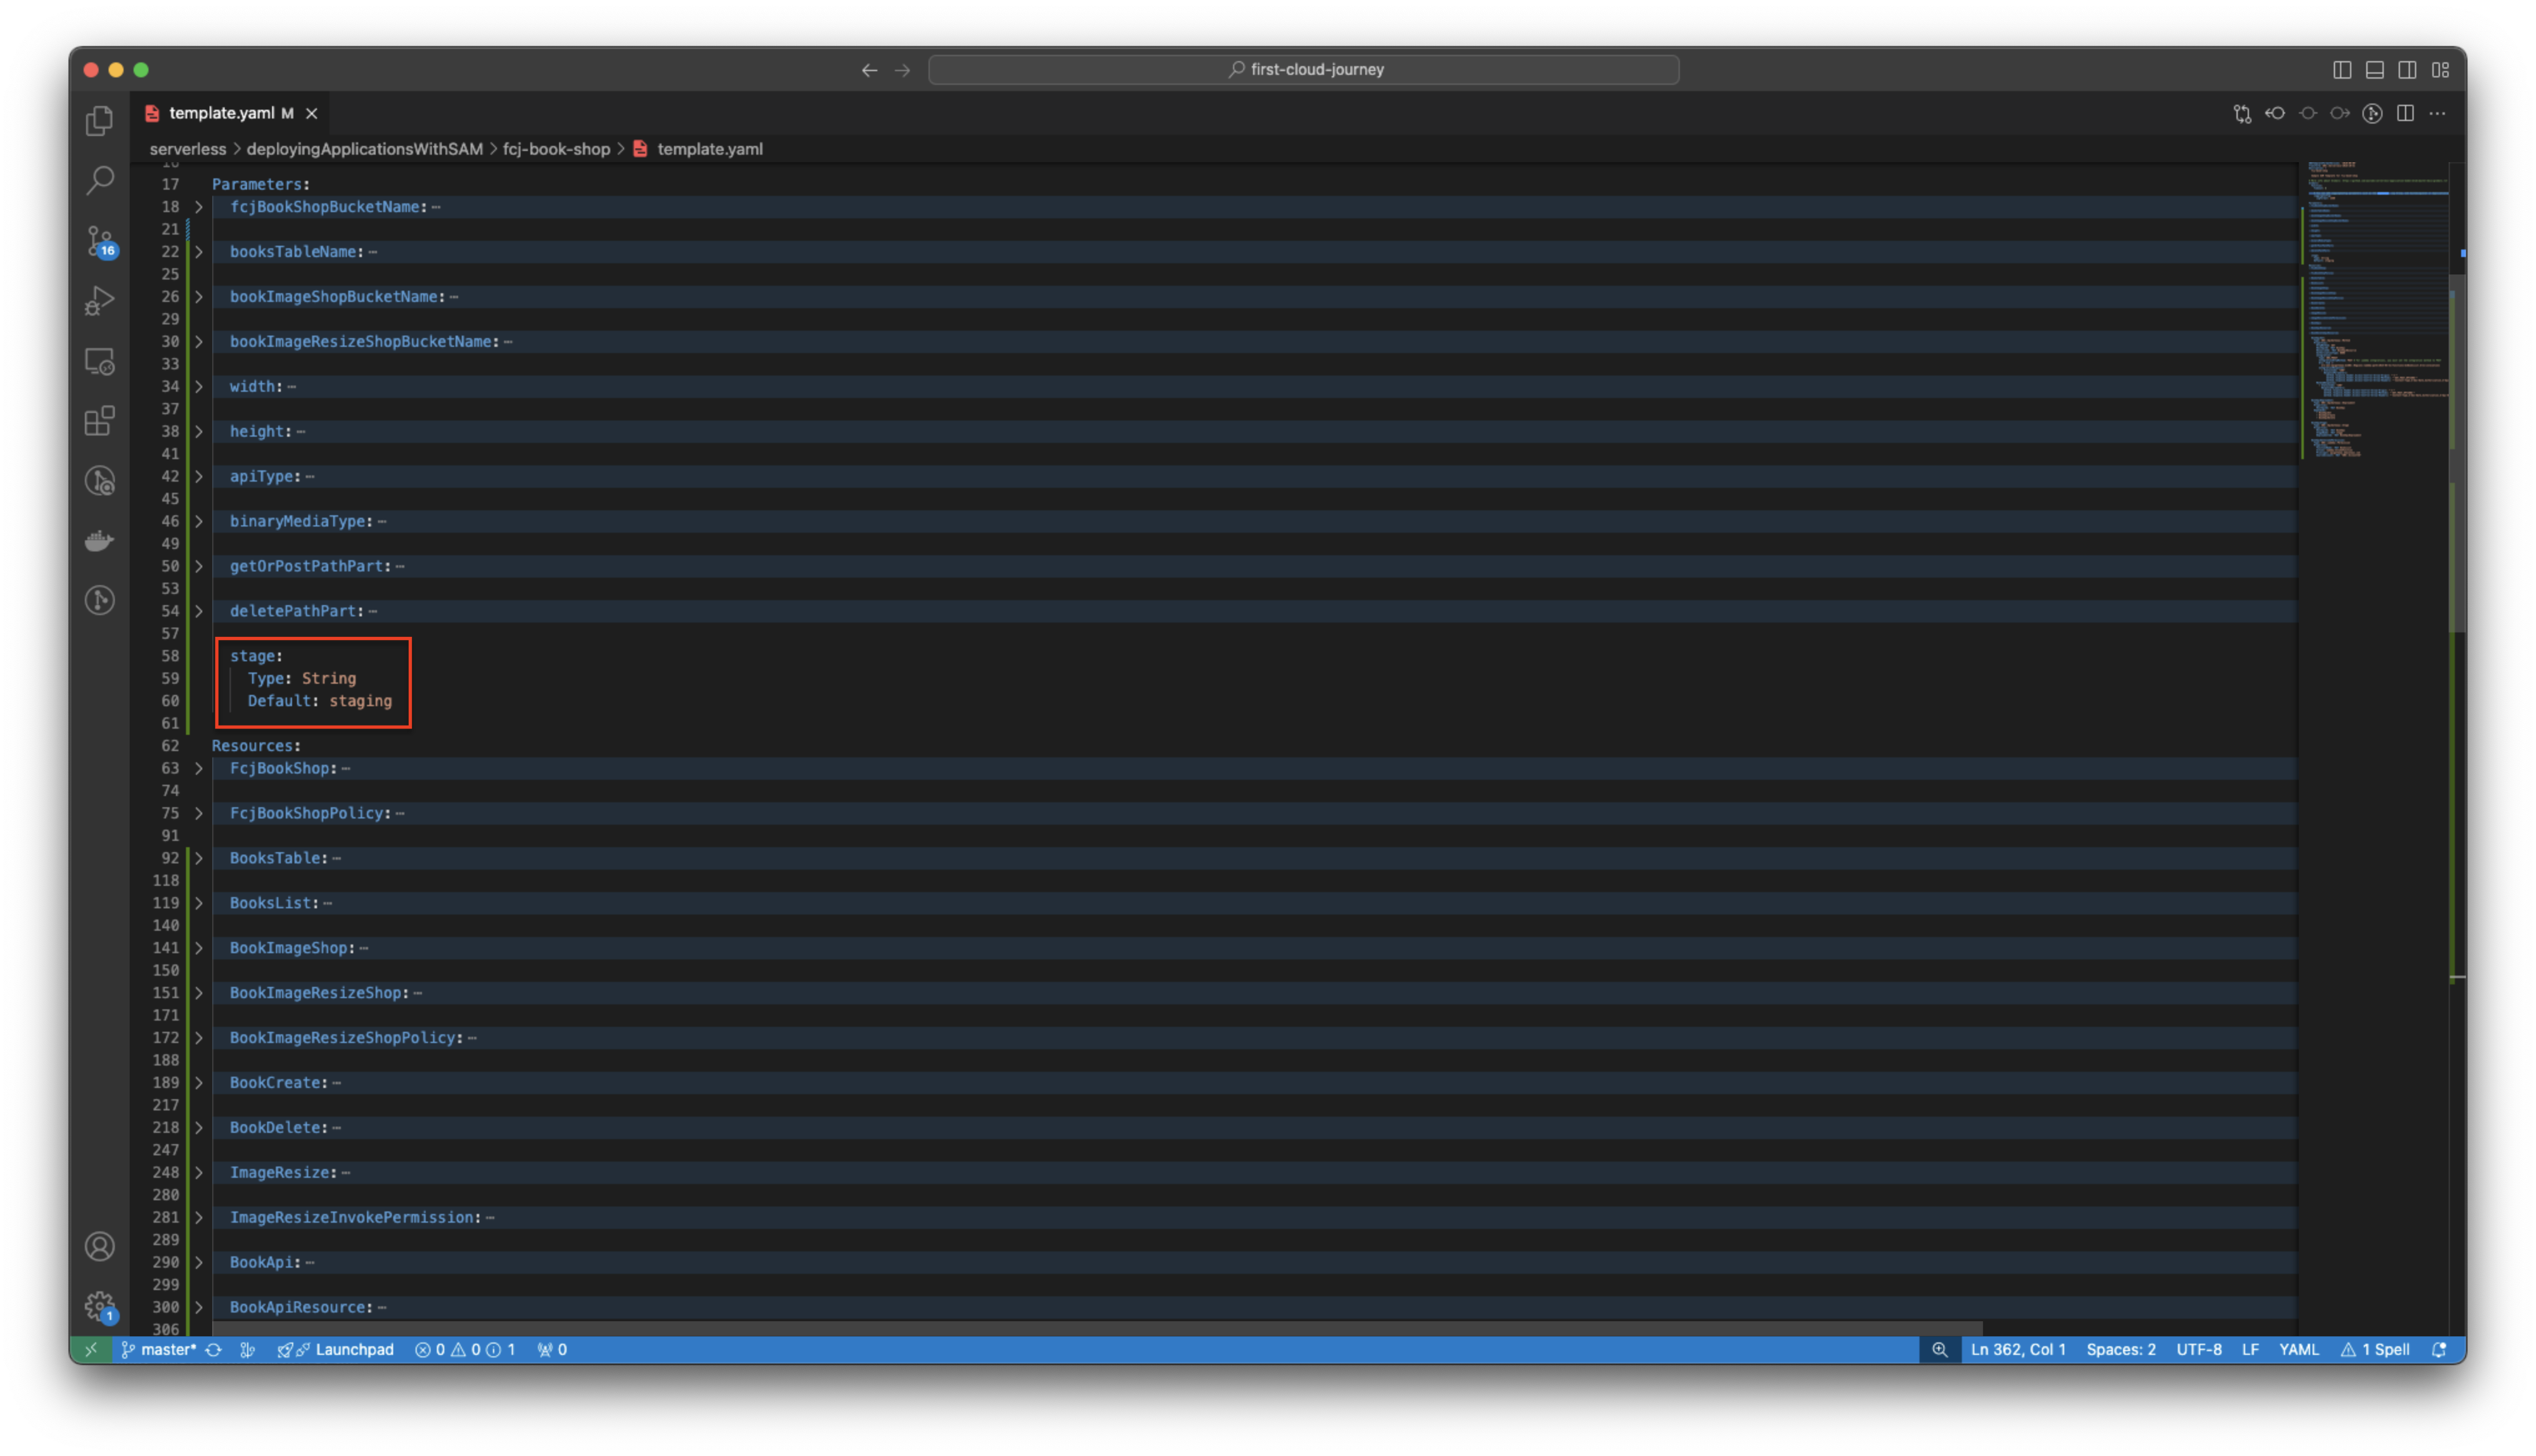 first-cloud-journey
template.yaml M
serverless > deployingApplicationsWithSAM > fcj-book-shop > template.yaml
16
17 Parameters:
18 fcjBookShopBucketName:
21
22 booksTableName:
25
26 bookImageShopBucketName:
29
30 bookImageResizeShopBucketName:
33
34 width:
37
38 height:
41
42 apiType:
45
46 binaryMediaType:
49
50 getOrPostPathPart:
53
54 deletePathPart:
57
58 stage:
59 Type: String
60 Default: staging
61
62 Resources:
63 FcjBookShop:
74
75 FcjBookShopPolicy:
91
92 BooksTable:
118
119 BooksList:
140
141 BookImageShop:
150
151 BookImageResizeShop:
171
172 BookImageResizeShopPolicy:
188
189 BookCreate:
217
218 BookDelete:
247
248 ImageResize:
280
281 ImageResizeInvokePermission:
289
290 BookApi:
299
300 BookApiResource:
306
16
1
master* Launchpad 0 0 1 0 Ln 362, Col 1 Spaces: 2 UTF-8 LF YAML 1 Spell